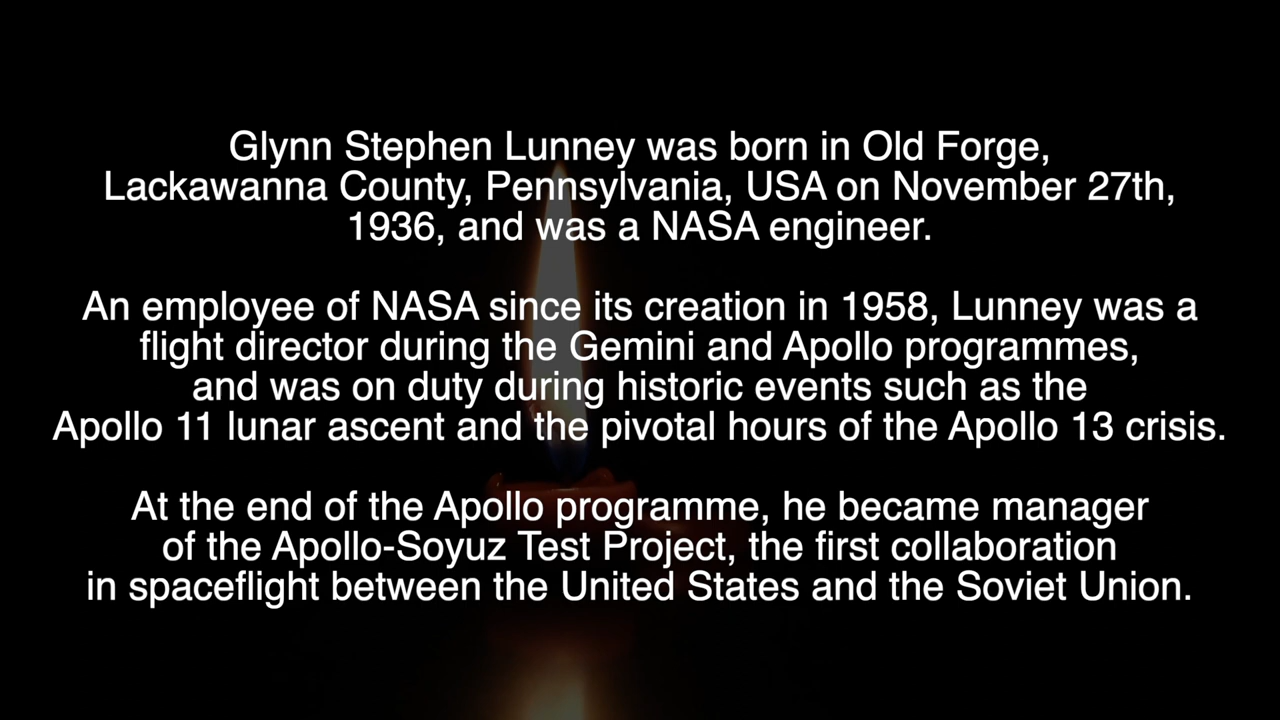 Glynn Stephen Lunney was born in Old Forge,
Lackawanna County, Pennsylvania, USA on November 27th,
1936, and was a NASA engineer.
An employee of NASA since its creation in 1958, Lunney was a
flight director during the Gemini and Apollo programmes,
and was on duty during historic events such as the
Apollo 11 lunar ascent and the pivotal hours of the Apollo 13 crisis.
At the end of the Apollo programme, he became manager
of the Apollo-Soyuz Test Project, the first collaboration
in spaceflight between the United States and the Soviet Union.